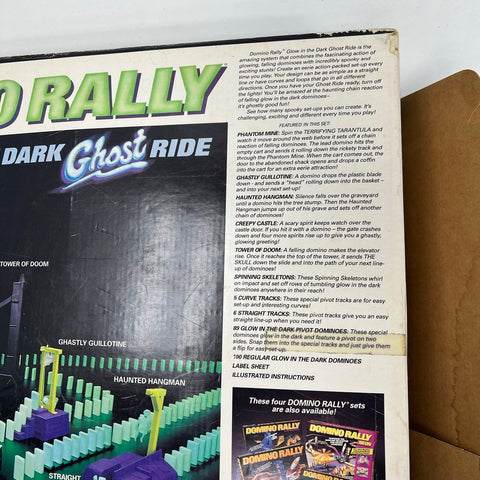 O RALLY
DARK Ghost RIDE
TOWER OF DOOM
GHASTLY GUILLOTINE
HAUNTED HANGMAN
STRAIGHT
Domino Rally™ Glow in the Dark Ghost Ride is the
amazing system that combines the fascinating action of
glowing, falling dominoes with incredibly spooky and
exciting stunts! Create an eerie action-packed set-up every
time you play. Your design can be as simple as a straight
line or have curves and loops that go in all different
directions. Once you have your Ghost Ride ready, turn off
the lights! You'll be amazed at the haunting chain reaction
of falling glow in the dark dominoes–
it's ghostly good fun!
See how many spooky set-ups you can create. It's
challenging, exciting and different every time you play!
FEATURED IN THIS SET:
PHANTOM MINE: Spin the TERRIFYING TARANTULA and
watch it move around the web before it sets off a chain
reaction of falling dominoes. The lead domino hits the
empty cart and sends it rolling down the rickety track and
through the Phantom Mine. When the cart comes out, the
door to the abandoned shack opens and drops a coffin
into the cart for an extra eerie attraction!
GHASTLY GUILLOTINE: A domino drops the plastic blade
down - and sends a "head" rolling down into the basket–
and into your next set-up!
HAUNTED HANGMAN: Silence falls over the graveyard
until a domino hits the tree stump. Then the Haunted
Hangman jumps up out of his grave and sets off another
chain of dominoes!
CREEPY CASTLE: A scary spirit keeps watch over the
castle door. If you hit it with a domino – the gate crashes
down and four more spirits rise up to give you a ghastly,
glowing greeting!
TOWER OF DOOM: A falling domino makes the elevator
rise. Once it reaches the top of the tower, it sends THE
SKULL down the slide and into the path of your next line-
up of dominoes!
SPINNING SKELETONS: These Spinning Skeletons whirl
on impact and set off rows of tumbling glow in the dark
dominoes anywhere in their reach!
5 CURVE TRACKS: These special pivot tracks are for easy
set-up and interesting curves!
6 STRAIGHT TRACKS: These pivot tracks give you an easy
straight-line when you need it!
89 GLOW IN THE DARK PIVOT DOMINOES: These special dominoes
glow in the dark and feature a pivot on two
sides. Snap them into the special tracks and just give them
a flip for easy set-up.
100 REGULAR GLOW IN THE DARK DOMINOES
LABEL SHEET
ILLUSTRATED INSTRUCTIONS
These four DOMINO RALLY™ sets
are also available!
DOMINO RALLY
DOMINO RALLY